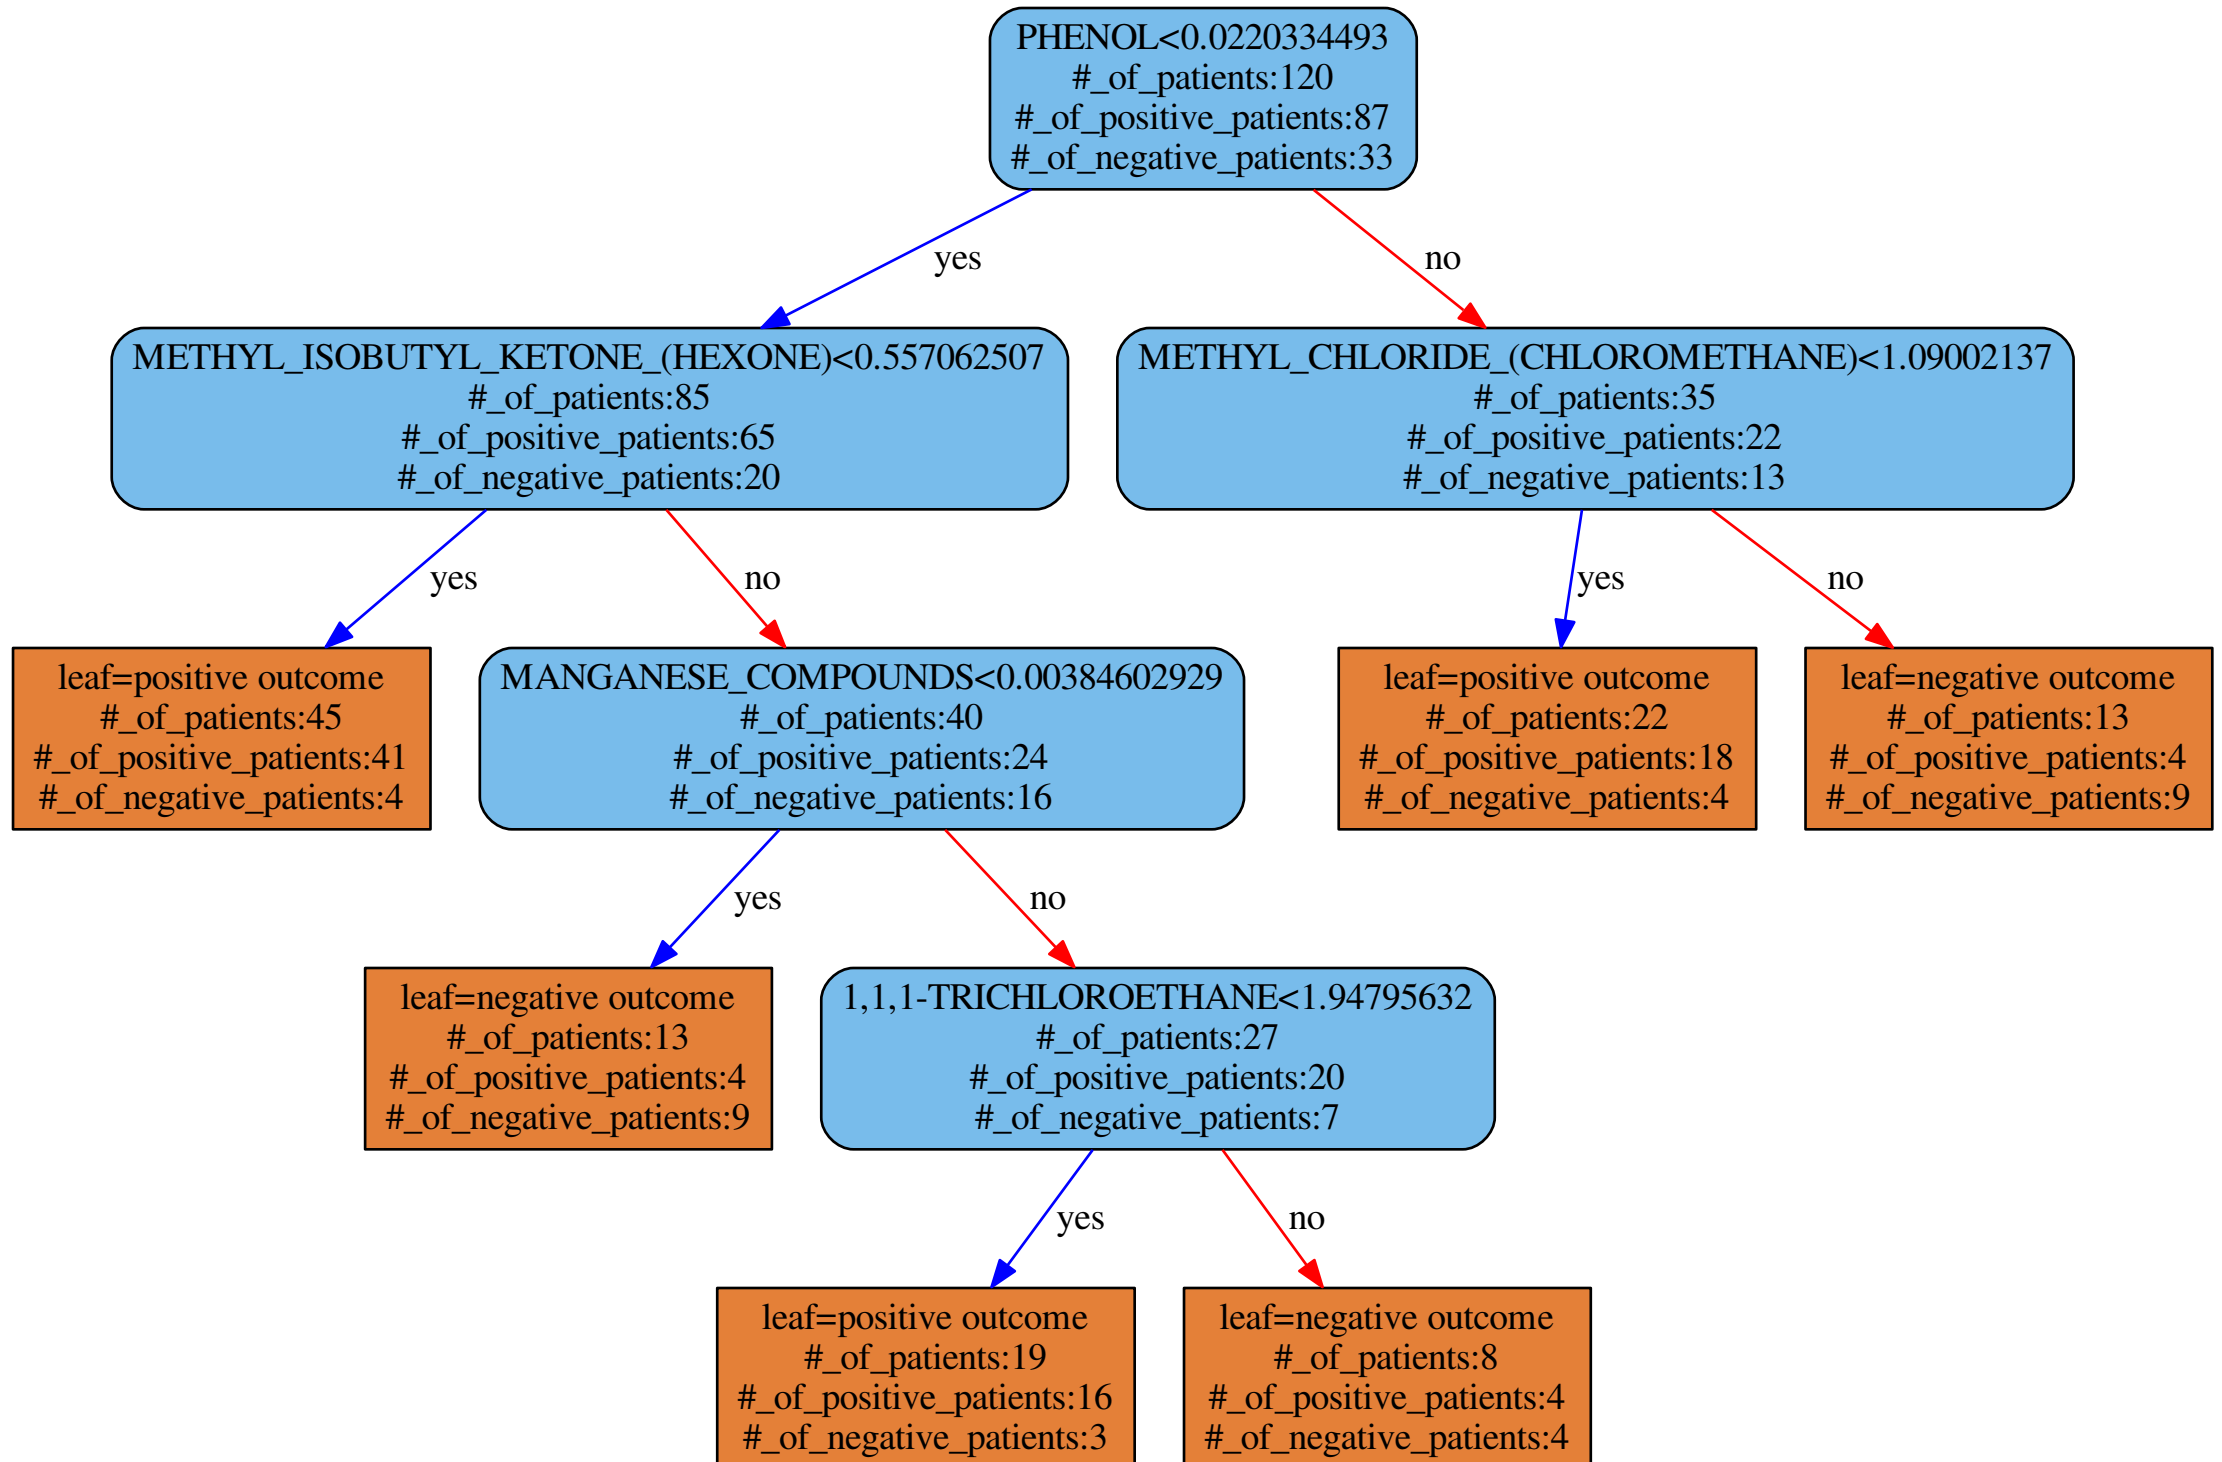 PHENOL<0.0220334493
#_of_patients:120
#_of_positive_patients:87
#_of_negative_patients:33
yes
no
METHYL_ISOBUTYL_KETONE_(HEXONE)<0.557062507
#_of_patients:85
#_of_positive_patients:65
#_of_negative_patients:20
METHYL_CHLORIDE_(CHLOROMETHANE)<1.09002137
#_of_patients:35
#_of_positive_patients:22
#_of_negative_patients:13
yes
no
yes
no
leaf=positive outcome
#_of_patients:45
#_of_positive_patients:41
#_of_negative_patients:4
MANGANESE_COMPOUNDS<0.00384602929
#_of_patients:40
#_of_positive_patients:24
#_of_negative_patients:16
leaf=positive outcome
#_of_patients:22
#_of_positive_patients:18
#_of_negative_patients:4
leaf=negative outcome
#_of_patients:13
#_of_positive_patients:4
#_of_negative_patients:9
yes
no
leaf=negative outcome
#_of_patients:13
#_of_positive_patients:4
#_of_negative_patients:9
1,1,1-TRICHLOROETHANE<1.94795632
#_of_patients:27
#_of_positive_patients:20
#_of_negative_patients:7
yes
no
leaf=positive outcome
#_of_patients:19
#_of_positive_patients:16
#_of_negative_patients:3
leaf=negative outcome
#_of_patients:8
#_of_positive_patients:4
#_of_negative_patients:4